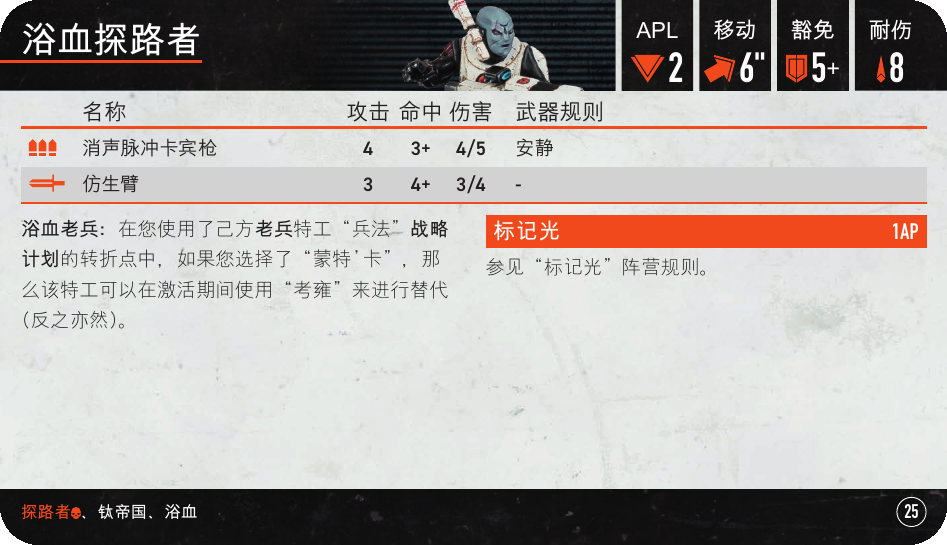 浴血探路者
APL 移动 豁免 耐伤
2 6" 5+ 8
名称 攻击 命中 伤害 武器规则
消声脉冲卡宾枪 4 3+ 4/5 安静
仿生臂 3 4+ 3/4 -
浴血老兵：在您使用了己方老兵特工“兵法”战略
计划的转折点中，如果您选择了“蒙特'卡”，那
么该特工可以在激活期间使用“考雍”来进行替代
(反之亦然)。
标记光 1AP
参见“标记光”阵营规则。
探路者、钛帝国、浴血
25